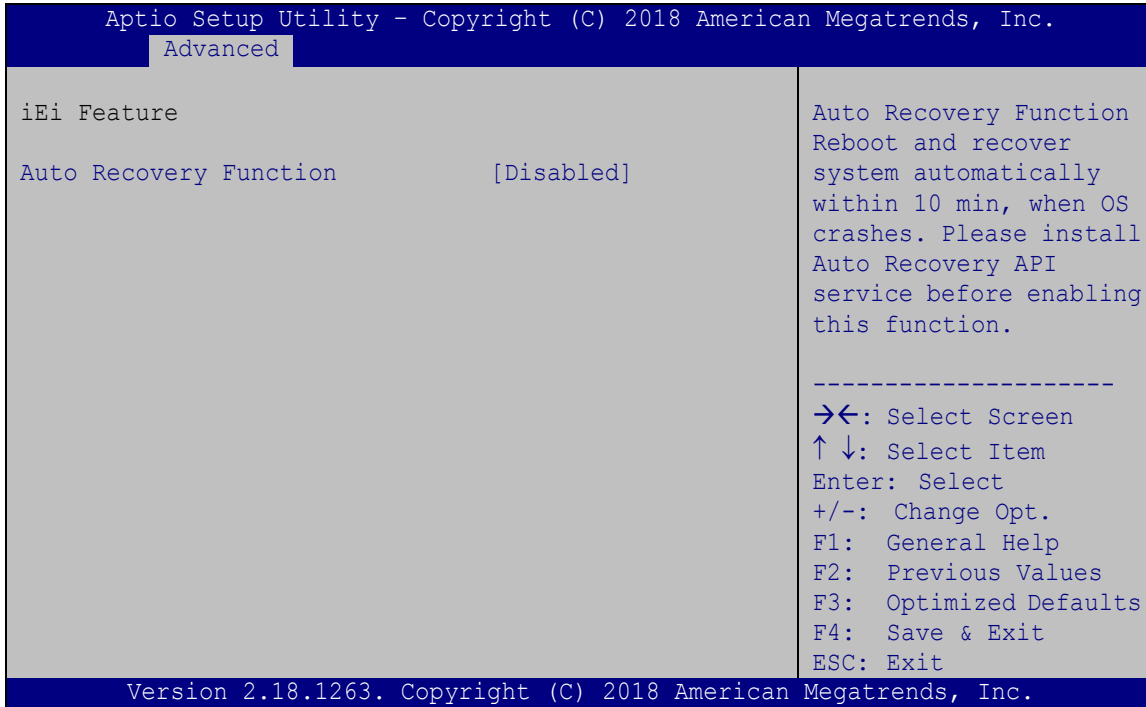 Aptio Setup Utility – Copyright (C) 2018 American Megatrends, Inc.
Advanced
iEi Feature
Auto Recovery Function [Disabled]
Auto Recovery Function
Reboot and recover
system automatically
within 10 min, when OS
crashes. Please install
Auto Recovery API
service before enabling
this function.
---------------------
→←: Select Screen
↑ ↓: Select Item
Enter: Select
+/-: Change Opt.
F1: General Help
F2: Previous Values
F3: Optimized Defaults
F4: Save & Exit
ESC: Exit
Version 2.18.1263. Copyright (C) 2018 American Megatrends, Inc.